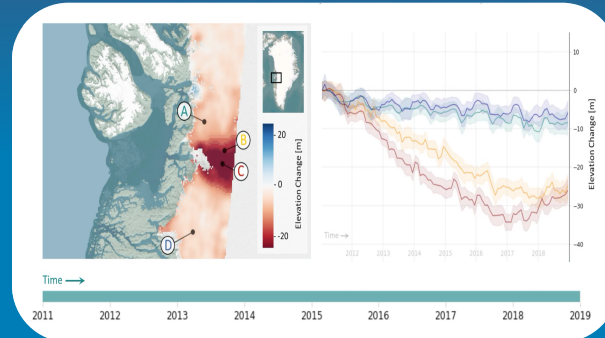 A
B
C
D
20
0
-20
Elevation Change [m]
10
0
-10
-20
-30
-40
Elevation Change [m]
Time →
2012 2013 2014 2015 2016 2017 2018
Time →
2011 2012 2013 2014 2015 2016 2017 2018 2019